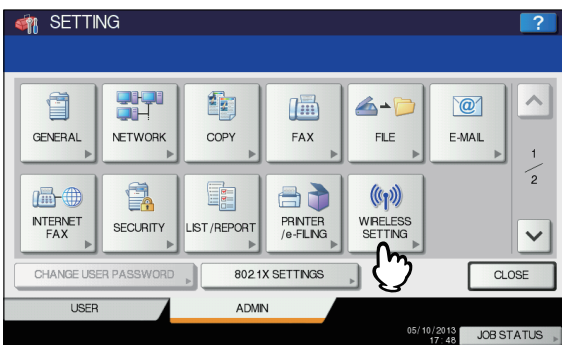 SETTING
?
GENERAL
NETWORK
COPY
FAX
FILE
E-MAIL
1
2
INTERNET
FAX
SECURITY
LIST /REPORT
PRINTER
/e-FILING
WIRELESS
SETTING
CHANGE USER PASSWORD
802.1X SETTINGS
CLOSE
USER
ADMIN
05/10/2013
17:48
JOB STATUS